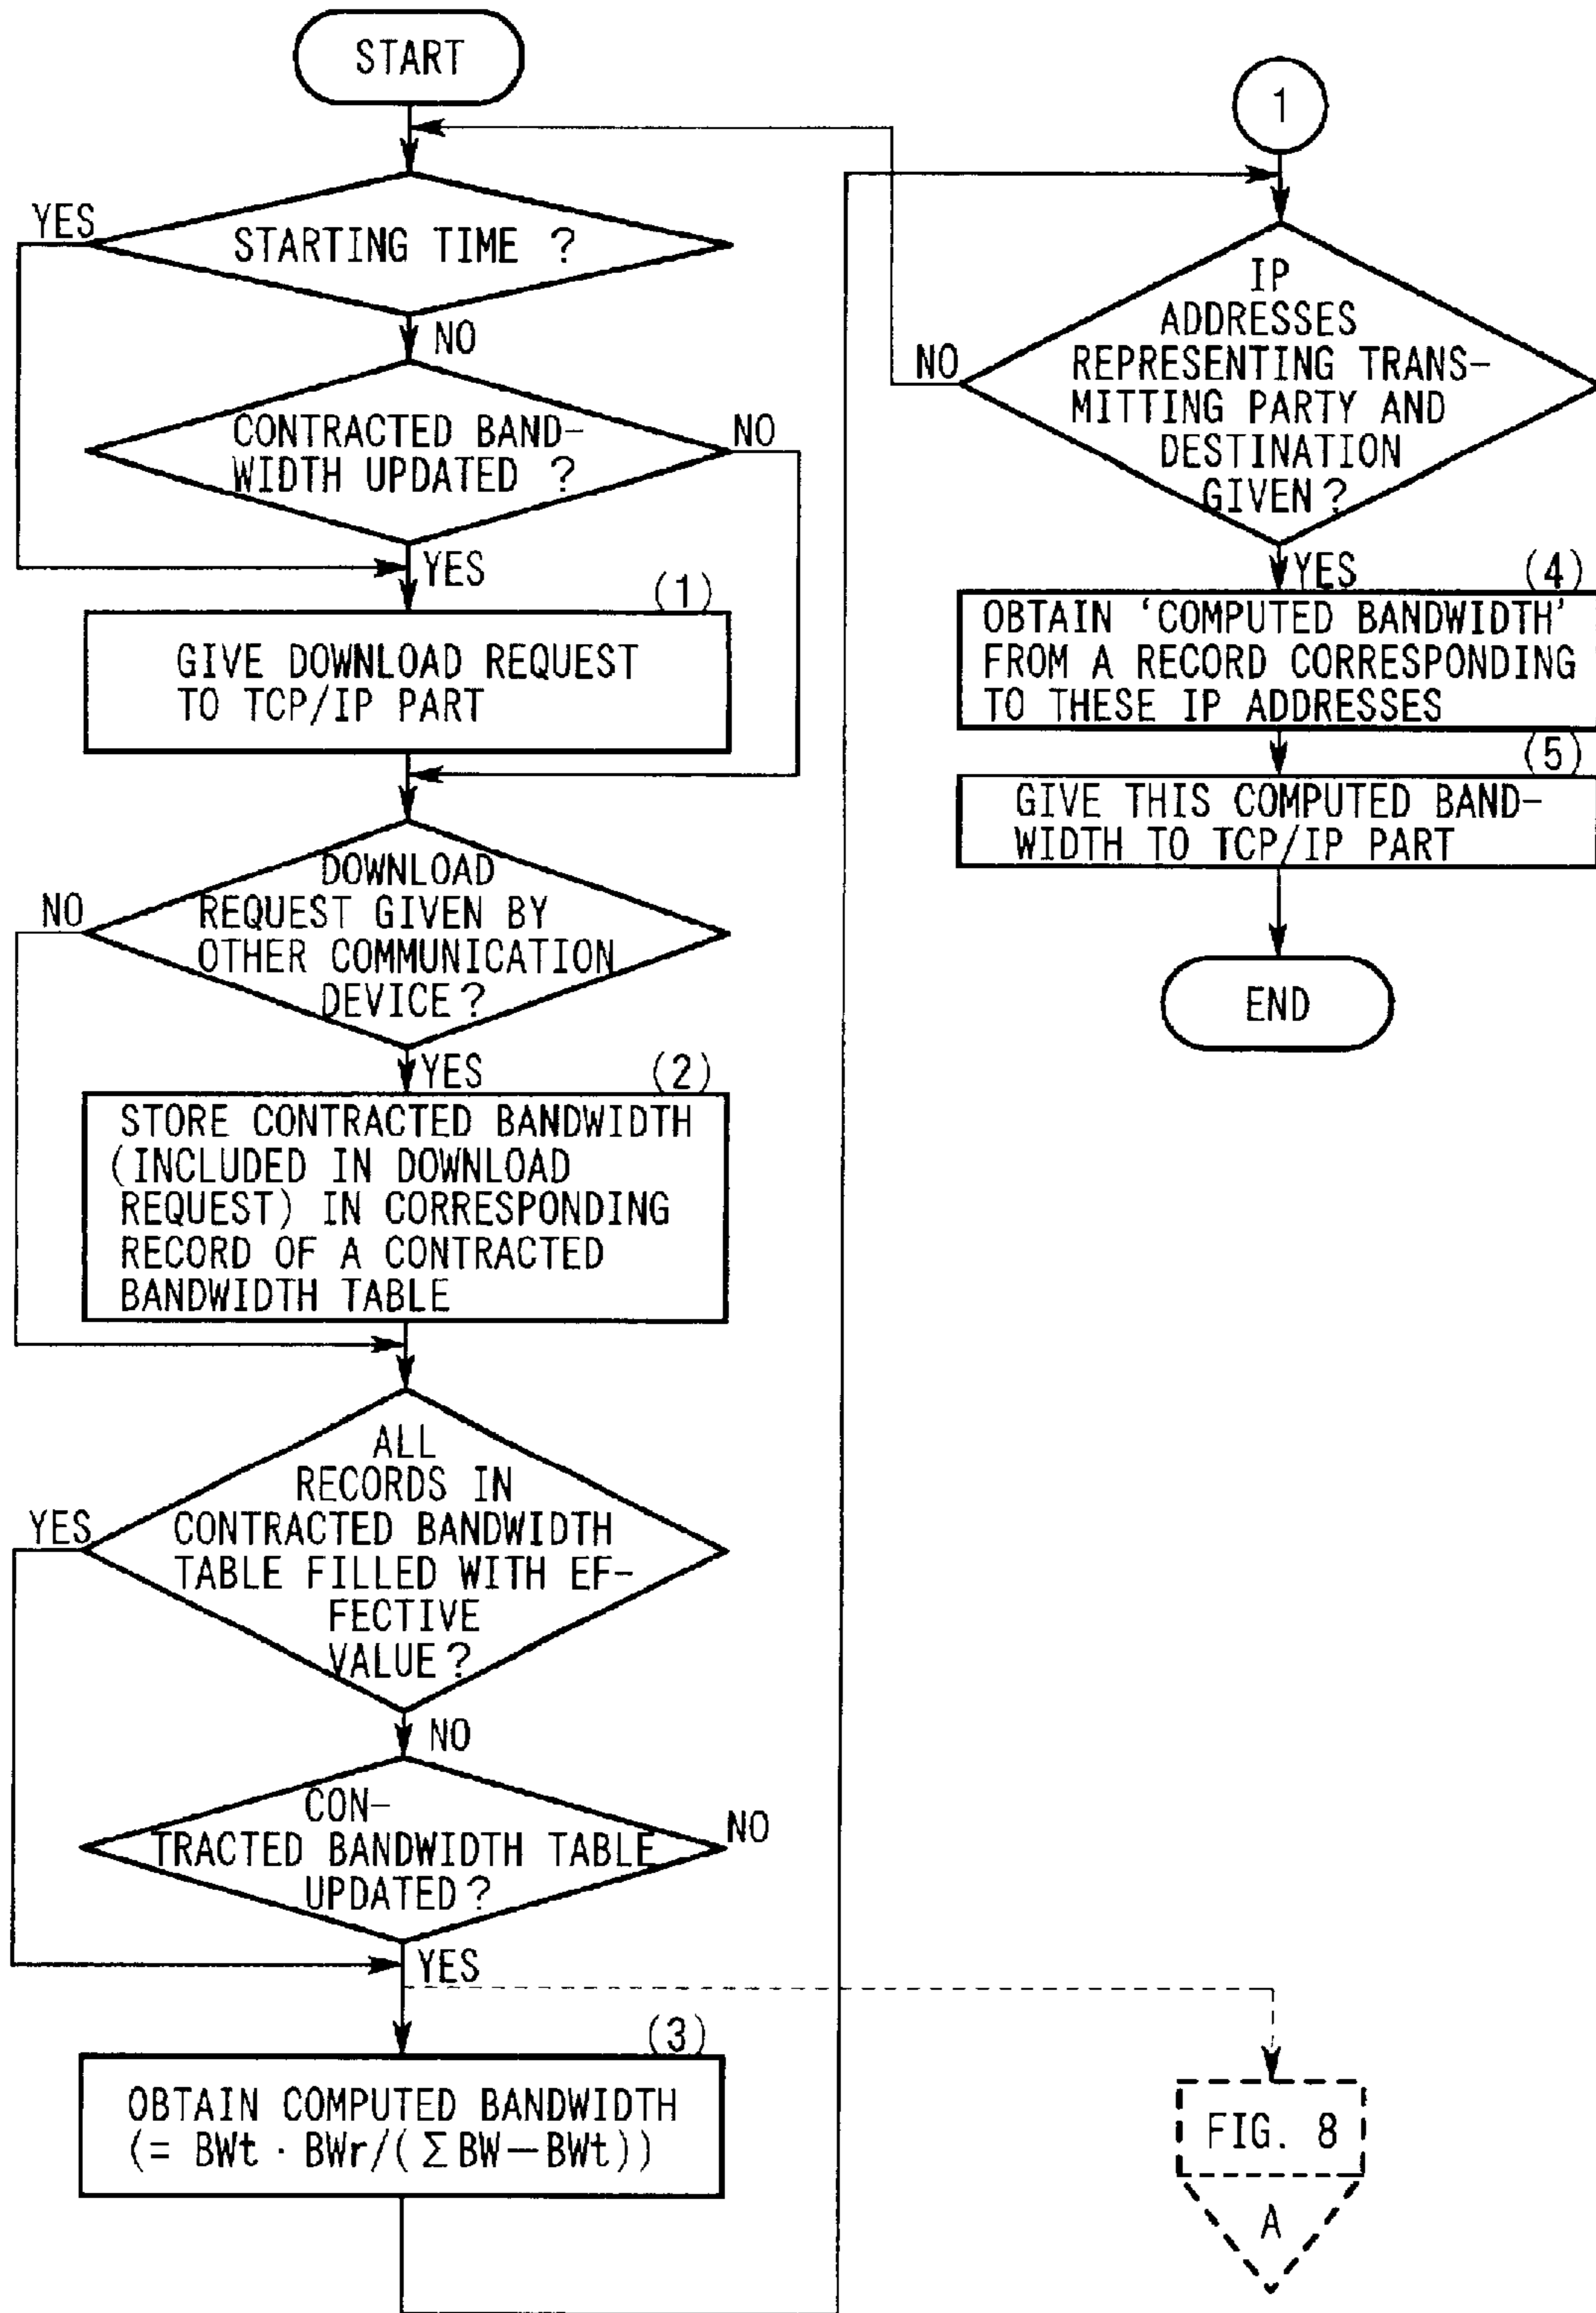 START
STARTING TIME ?
YES
NO
CONTRACTED BAND-
WIDTH UPDATED ?
NO
YES
(1)
GIVE DOWNLOAD REQUEST
TO TCP/IP PART
DOWNLOAD
REQUEST GIVEN BY
OTHER COMMUNICATION
DEVICE?
NO
YES
(2)
STORE CONTRACTED BANDWIDTH
(INCLUDED IN DOWNLOAD
REQUEST) IN CORRESPONDING
RECORD OF A CONTRACTED
BANDWIDTH TABLE
ALL
RECORDS IN
CONTRACTED BANDWIDTH
TABLE FILLED WITH EF-
FECTIVE
VALUE?
YES
NO
CON-
TRACTED BANDWIDTH TABLE
UPDATED?
NO
YES
(3)
OBTAIN COMPUTED BANDWIDTH
(= BWt · BWr/(ΣBW−BWt))
1
IP
ADDRESSES
REPRESENTING TRANS-
MITTING PARTY AND
DESTINATION
GIVEN?
NO
YES
(4)
OBTAIN ‘COMPUTED BANDWIDTH’
FROM A RECORD CORRESPONDING
TO THESE IP ADDRESSES
(5)
GIVE THIS COMPUTED BAND-
WIDTH TO TCP/IP PART
END
FIG. 8
A